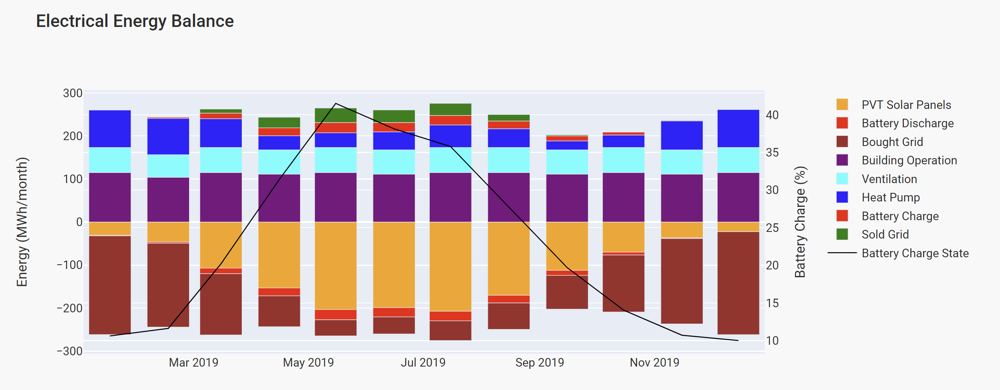 Electrical Energy Balance
Energy (MWh/month)
300
200
100
0
−100
−200
−300
Mar 2019
May 2019
Jul 2019
Sep 2019
Nov 2019
40
35
30
25
20
15
10
Battery Charge (%)
PVT Solar Panels
Battery Discharge
Bought Grid
Building Operation
Ventilation
Heat Pump
Battery Charge
Sold Grid
Battery Charge State